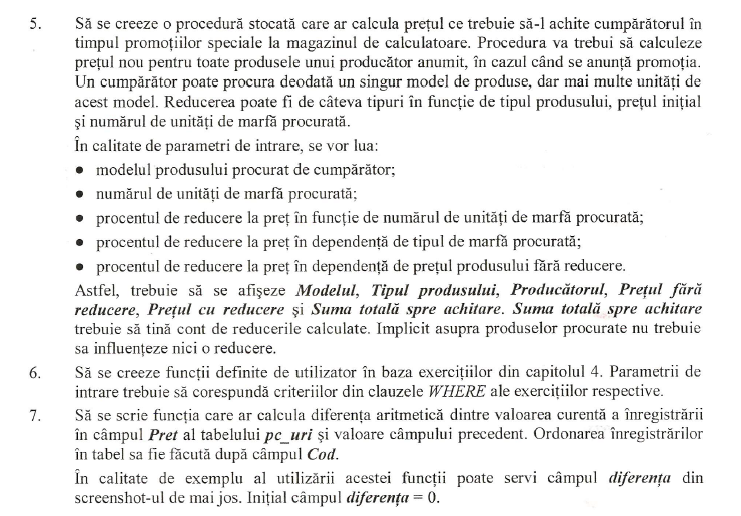 5. Să se creeze o procedură stocată care ar calcula prețul ce trebuie să-l achite cumpărătorul în
timpul promoțiilor speciale la magazinul de calculatoare. Procedura va trebui să calculeze
prețul nou pentru toate produsele unui producător anumit, în cazul când se anunță promoția.
Un cumpărător poate procura deodată un singur model de produse, dar mai multe unități de
acest model. Reducerea poate fi de câteva tipuri în funcție de tipul produsului, prețul inițial
și numărul de unități de marfă procurată.
În calitate de parametri de intrare, se vor lua:
● modelul produsului procurat de cumpărător;
● numărul de unități de marfă procurată;
● procentul de reducere la preț în funcție de numărul de unități de marfă procurată;
● procentul de reducere la preț în dependență de tipul de marfă procurată;
● procentul de reducere la preț în dependență de prețul produsului fără reducere.
Astfel, trebuie să se afișeze Modelul, Tipul produsului, Producătorul, Prețul fără
reducere, Prețul cu reducere și Suma totală spre achitare. Suma totală spre achitare
trebuie să țină cont de reducerile calculate. Implicit asupra produselor procurate nu trebuie
sa influențeze nici o reducere.
6. Să se creeze funcții definite de utilizator în baza exercițiilor din capitolul 4. Parametrii de
intrare trebuie să corespundă criteriilor din clauzele WHERE ale exercițiilor respective.
7. Să se scrie funcția care ar calcula diferența aritmetică dintre valoarea curentă a înregistrării
în câmpul Pret al tabelului pc_uri și valoare câmpului precedent. Ordonarea înregistrărilor
în tabel sa fie făcută după câmpul Cod.
În calitate de exemplu al utilizării acestei funcții poate servi câmpul diferența din
screenshot-ul de mai jos. Inițial câmpul diferența = 0.